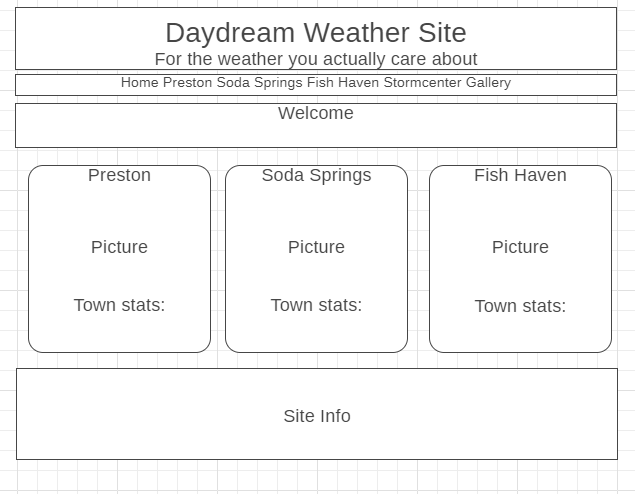 Daydream Weather Site
For the weather you actually care about
Home Preston Soda Springs Fish Haven Stormcenter Gallery
Welcome
Preston
Picture
Town stats:
Soda Springs
Picture
Town stats:
Fish Haven
Picture
Town stats:
Site Info